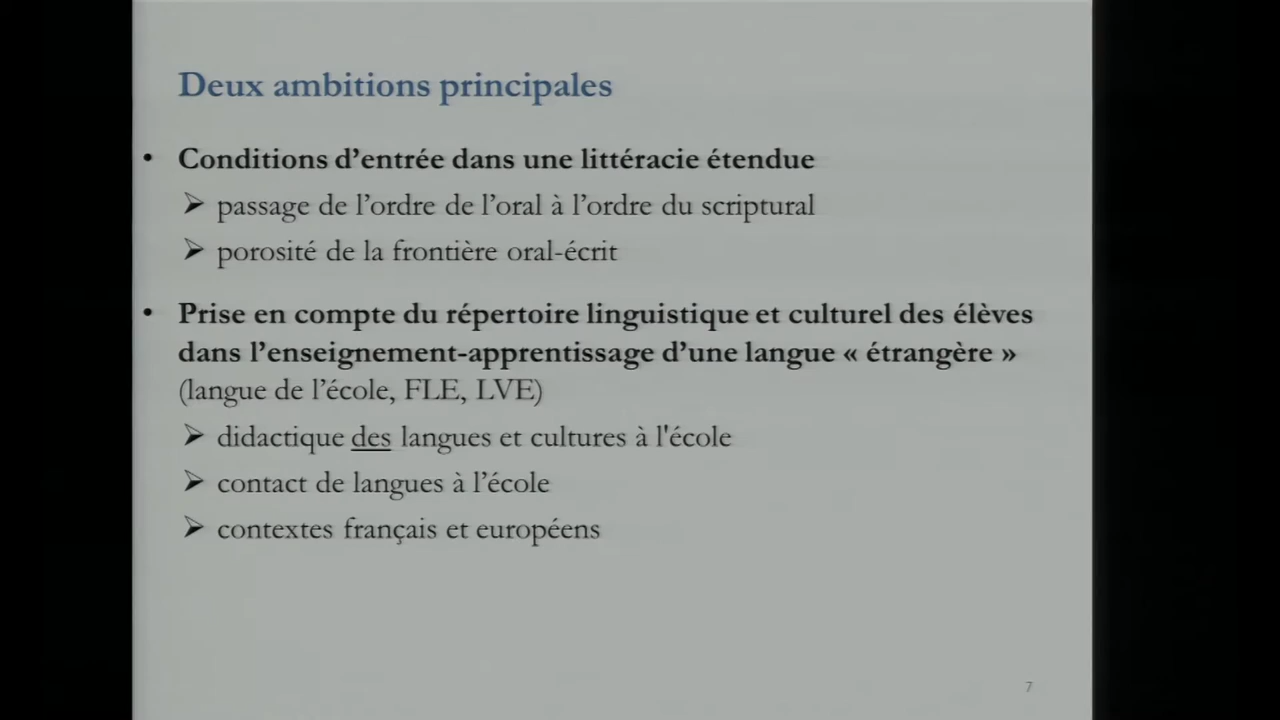 Deux ambitions principales
• Conditions d’entrée dans une littéracie étendue
➢ passage de l’ordre de l’oral à l’ordre du scriptural
➢ porosité de la frontière oral-écrit
• Prise en compte du répertoire linguistique et culturel des élèves
dans l’enseignement-apprentissage d’une langue « étrangère »
(langue de l’école, FLE, LVE)
➢ didactique des langues et cultures à l'école
➢ contact de langues à l’école
➢ contextes français et européens
7